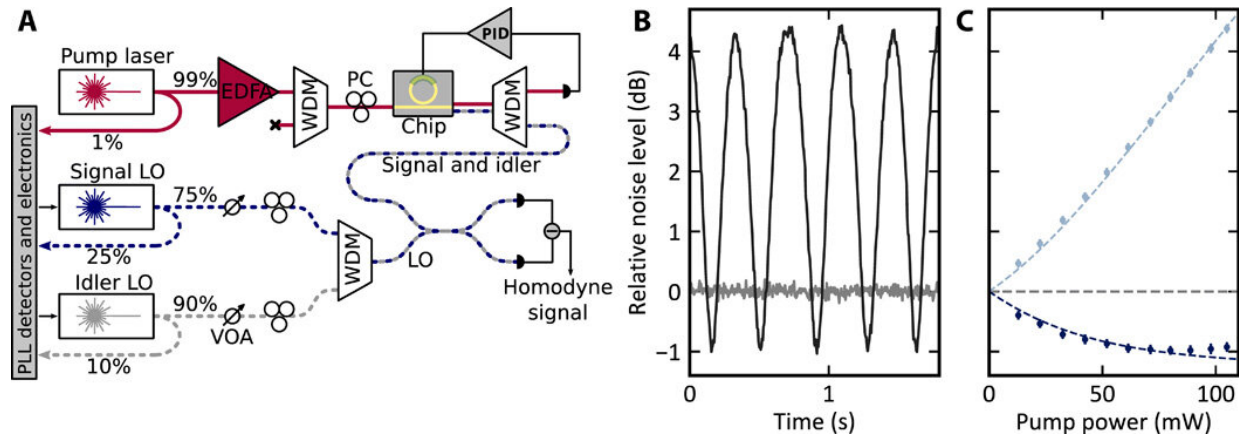 A
Pump laser
99%
EDFA
1%
WDM
PC
Chip
PID
WDM
Signal and idler
PLL detectors and electronics
Signal LO
75%
25%
Idler LO
90%
VOA
10%
WDM
LO
−
Homodyne
signal
B
Relative noise level (dB)
4
3
2
1
0
−1
0
1
Time (s)
C
0
50
100
Pump power (mW)